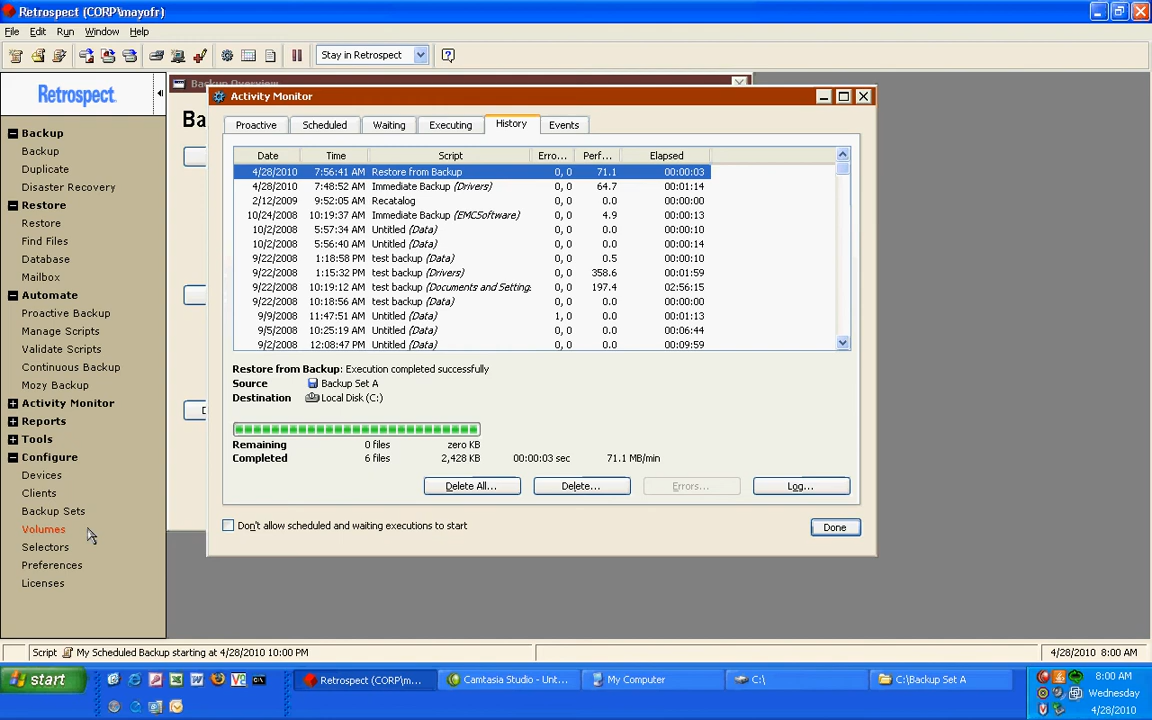 Retrospect (CORP\mayofr)
File Edit Run Window Help
Stay in Retrospect
Retrospect.
Backup
Backup
Duplicate
Disaster Recovery
Restore
Restore
Find Files
Database
Mailbox
Automate
Proactive Backup
Manage Scripts
Validate Scripts
Continuous Backup
Mozy Backup
Activity Monitor
Reports
Tools
Configure
Devices
Clients
Backup Sets
Volumes
Selectors
Preferences
Licenses
Backup Overview
Ba
Activity Monitor
Proactive Scheduled Waiting Executing History Events
Date Time Script Erro... Perf... Elapsed
4/28/2010 7:56:41 AM Restore from Backup 0, 0 71.1 00:00:03
4/28/2010 7:48:52 AM Immediate Backup (Drivers) 0, 0 64.7 00:01:14
2/12/2009 9:52:05 AM Recatalog 0, 0 0.0 00:00:00
10/24/2008 10:19:37 AM Immediate Backup (EMCSoftware) 0, 0 4.9 00:00:13
10/2/2008 5:57:34 AM Untitled (Data) 0, 0 0.0 00:00:10
10/2/2008 5:56:40 AM Untitled (Data) 0, 0 0.0 00:00:14
9/22/2008 1:18:58 PM test backup (Data) 0, 0 0.5 00:00:10
9/22/2008 1:15:32 PM test backup (Drivers) 0, 0 358.6 00:01:59
9/22/2008 10:19:12 AM test backup (Documents and Setting: 0, 0 197.4 02:56:15
9/22/2008 10:18:56 AM test backup (Data) 0, 0 0.0 00:00:00
9/9/2008 11:47:51 AM Untitled (Data) 1, 0 0.0 00:01:13
9/5/2008 10:25:19 AM Untitled (Data) 0, 0 0.0 00:06:44
9/2/2008 12:08:47 PM Untitled (Data) 0, 0 0.0 00:09:59
Restore from Backup: Execution completed successfully
Source Backup Set A
Destination Local Disk (C:)
Remaining 0 files zero KB
Completed 6 files 2,428 KB 00:00:03 sec 71.1 MB/min
Delete All... Delete... Errors... Log...
Don't allow scheduled and waiting executions to start
Done
Script My Scheduled Backup starting at 4/28/2010 10:00 PM
4/28/2010 8:00 AM
start
Retrospect (CORP\m...
Camtasia Studio - Unt...
My Computer
C:\
C:\Backup Set A
8:00 AM
Wednesday
4/28/2010